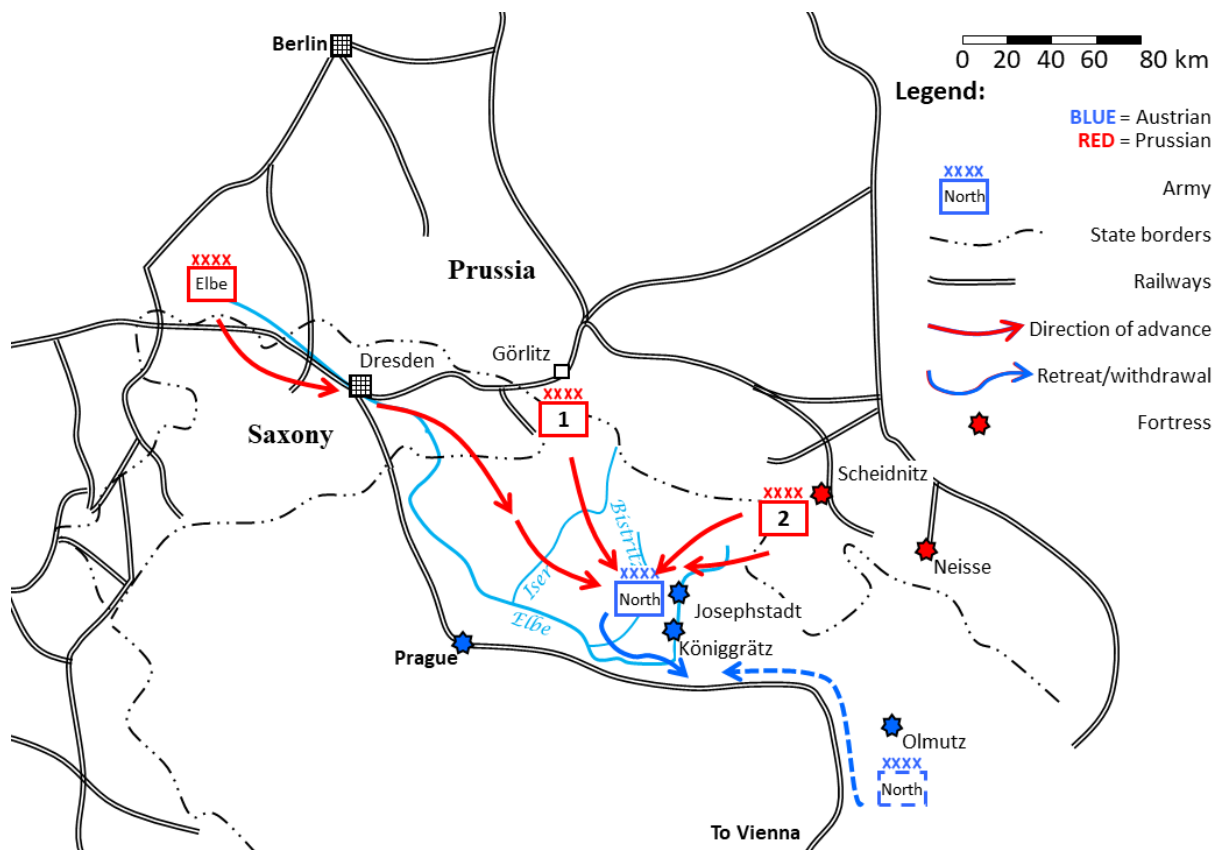 Berlin
0 20 40 60 80 km
Legend:
BLUE = Austrian
RED = Prussian
XXXX
North
Army
State borders
Railways
Direction of advance
Retreat/withdrawal
Fortress
XXXX
Elbe
Prussia
Dresden
Görlitz
XXXX
1
Saxony
Scheidnitz
XXXX
2
Bistritz
Neisse
Iser
XXXX
North
Josephstadt
Elbe
Königgrätz
Prague
Olmutz
XXXX
North
To Vienna